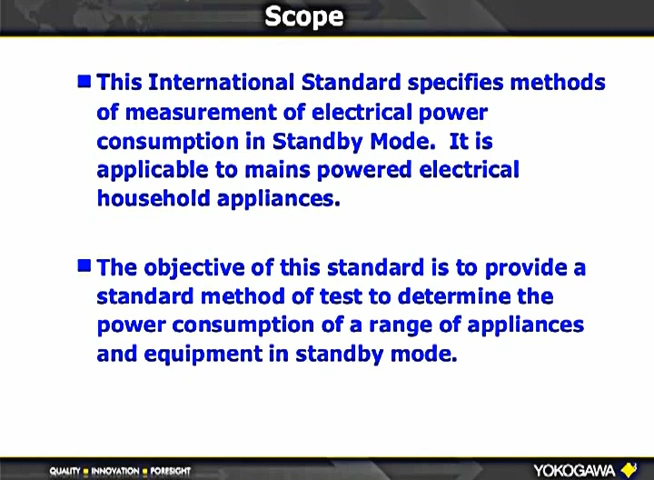 Scope
■ This International Standard specifies methods
of measurement of electrical power
consumption in Standby Mode. It is
applicable to mains powered electrical
household appliances.
■ The objective of this standard is to provide a
standard method of test to determine the
power consumption of a range of appliances
and equipment in standby mode.
QUALITY ■ INNOVATION ■ FORESIGHT
YOKOGAWA